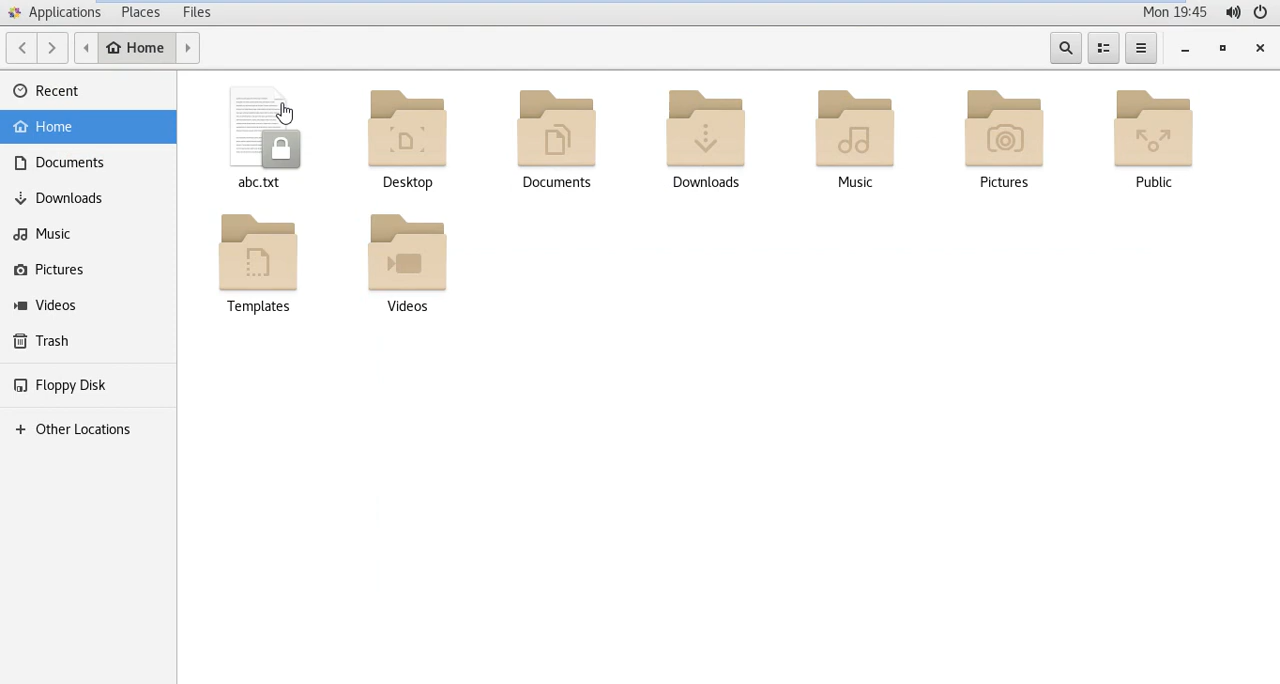 Applications Places Files Mon 19:45
Home
Recent
Home
Documents
Downloads
Music
Pictures
Videos
Trash
Floppy Disk
Other Locations
abc.txt Desktop Documents Downloads Music Pictures Public
Templates Videos